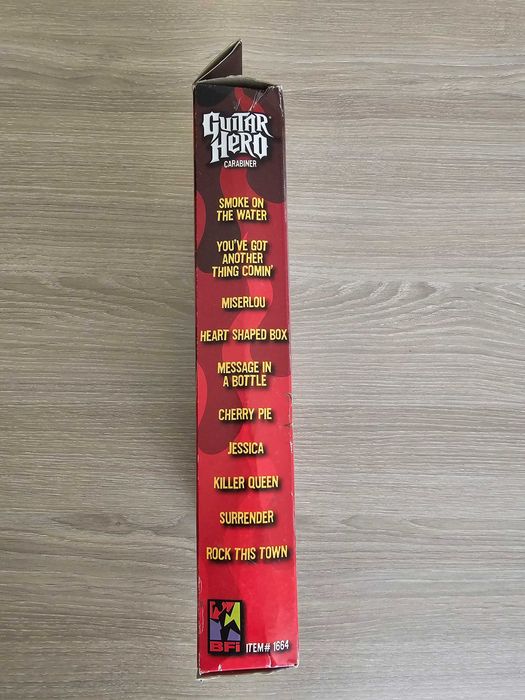 GUITAR
HERO
CARABINER
SMOKE ON
THE WATER
YOU'VE GOT
ANOTHER
THING COMIN'
MISERLOU
HEART SHAPED BOX
MESSAGE IN
A BOTTLE
CHERRY PIE
JESSICA
KILLER QUEEN
SURRENDER
ROCK THIS TOWN
BFi
ITEM# 1664